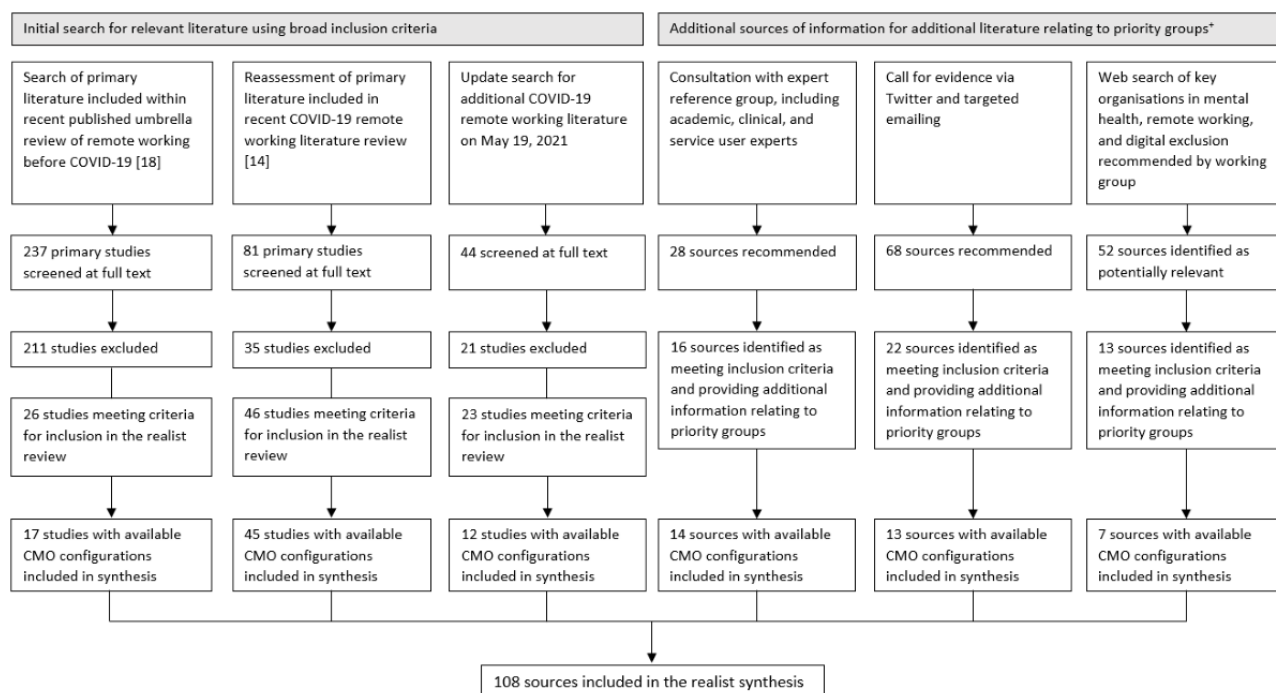 Initial search for relevant literature using broad inclusion criteria
Additional sources of information for additional literature relating to priority groups⁺
Search of primary
literature included within
recent published umbrella
review of remote working
before COVID-19 [18]
Reassessment of primary
literature included in
recent COVID-19 remote
working literature review
[14]
Update search for
additional COVID-19
remote working literature
on May 19, 2021
Consultation with expert
reference group, including
academic, clinical, and
service user experts
Call for evidence via
Twitter and targeted
emailing
Web search of key
organisations in mental
health, remote working,
and digital exclusion
recommended by working
group
237 primary studies
screened at full text
81 primary studies
screened at full text
44 screened at full text
28 sources recommended
68 sources recommended
52 sources identified as
potentially relevant
211 studies excluded
35 studies excluded
21 studies excluded
16 sources identified as
meeting inclusion criteria
and providing additional
information relating to
priority groups
22 sources identified as
meeting inclusion criteria
and providing additional
information relating to
priority groups
13 sources identified as
meeting inclusion criteria
and providing additional
information relating to
priority groups
26 studies meeting criteria
for inclusion in the realist
review
46 studies meeting criteria
for inclusion in the realist
review
23 studies meeting criteria
for inclusion in the realist
review
17 studies with available
CMO configurations
included in synthesis
45 studies with available
CMO configurations
included in synthesis
12 studies with available
CMO configurations
included in synthesis
14 sources with available
CMO configurations
included in synthesis
13 sources with available
CMO configurations
included in synthesis
7 sources with available
CMO configurations
included in synthesis
108 sources included in the realist synthesis